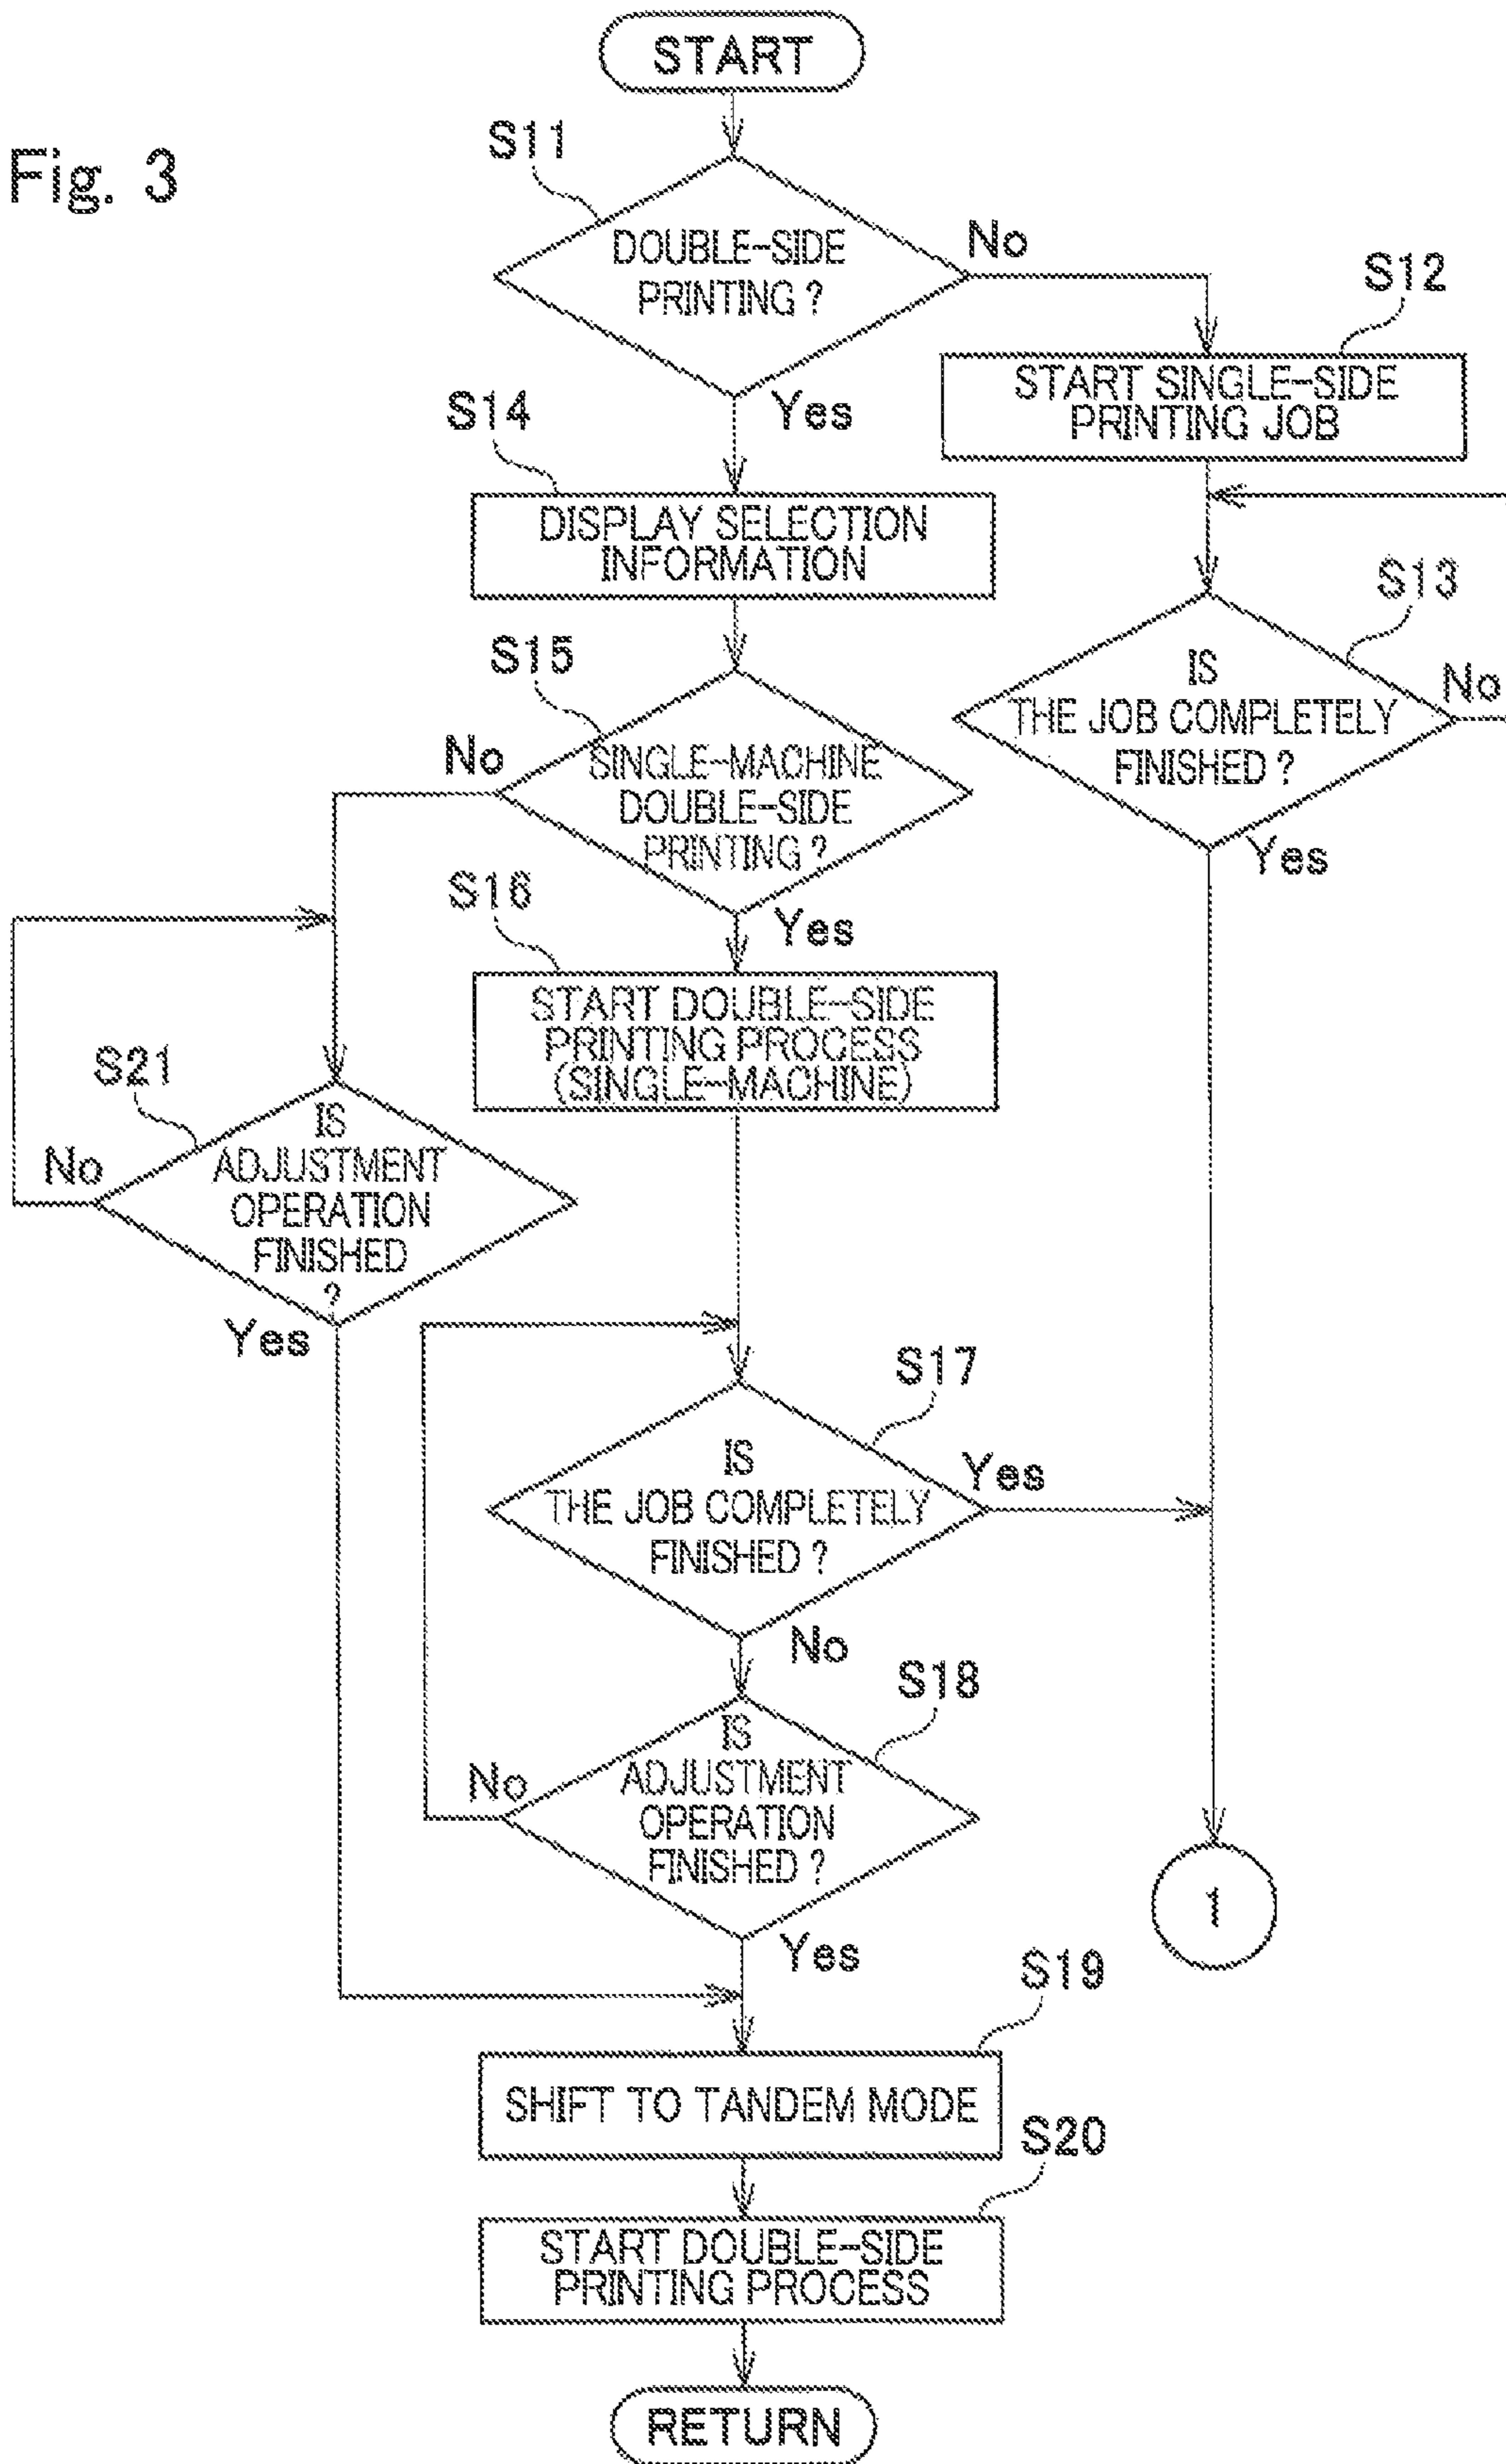 Fig. 3
START
S11
DOUBLE-SIDE
PRINTING ?
No
Yes
S12
START SINGLE-SIDE
PRINTING JOB
S13
IS
THE JOB COMPLETELY
FINISHED ?
No
Yes
S14
DISPLAY SELECTION
INFORMATION
S15
SINGLE-MACHINE
DOUBLE-SIDE
PRINTING ?
No
Yes
S16
START DOUBLE-SIDE
PRINTING PROCESS
(SINGLE-MACHINE)
S21
IS
ADJUSTMENT
OPERATION
FINISHED
?
No
Yes
S17
IS
THE JOB COMPLETELY
FINISHED ?
Yes
No
S18
IS
ADJUSTMENT
OPERATION
FINISHED ?
No
Yes
1
S19
SHIFT TO TANDEM MODE
S20
START DOUBLE-SIDE
PRINTING PROCESS
RETURN